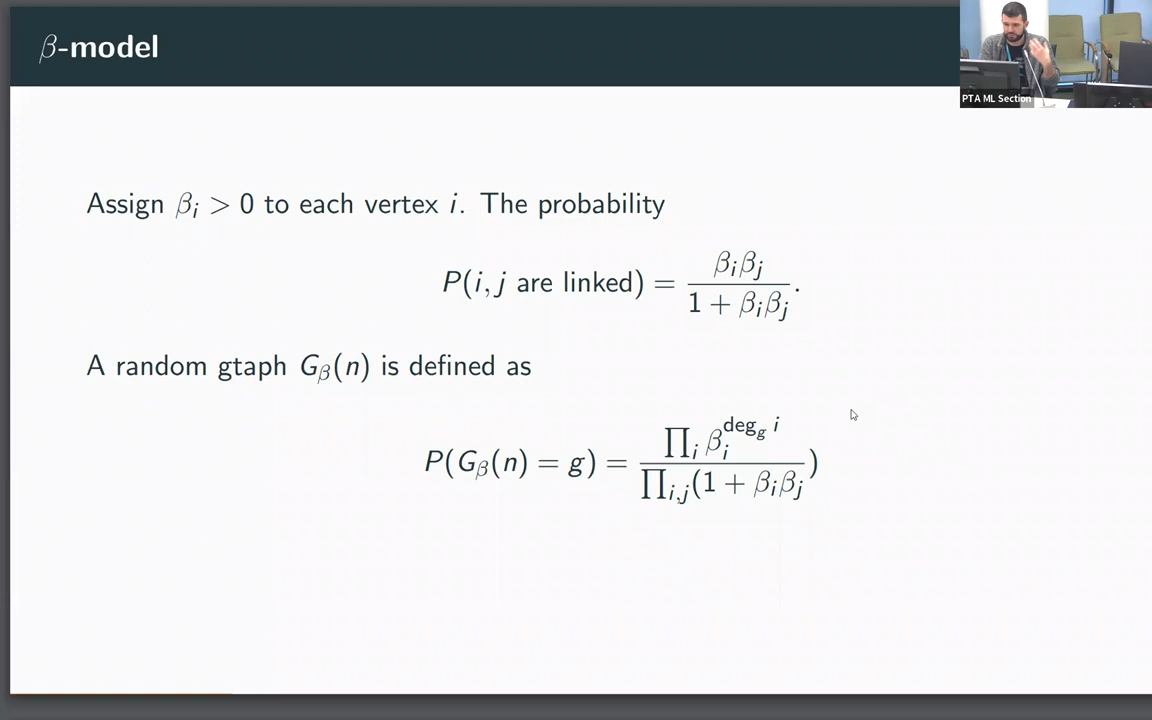 β-model
PTA ML Section
Assign βᵢ > 0 to each vertex i. The probability
P(i, j are linked) = βᵢβⱼ / 1 + βᵢβⱼ .
A random gtaph G_β(n) is defined as
P(G_β(n) = g) = ∏ᵢ βᵢ^{deg_g i} / ∏_{i,j}(1 + βᵢβⱼ )